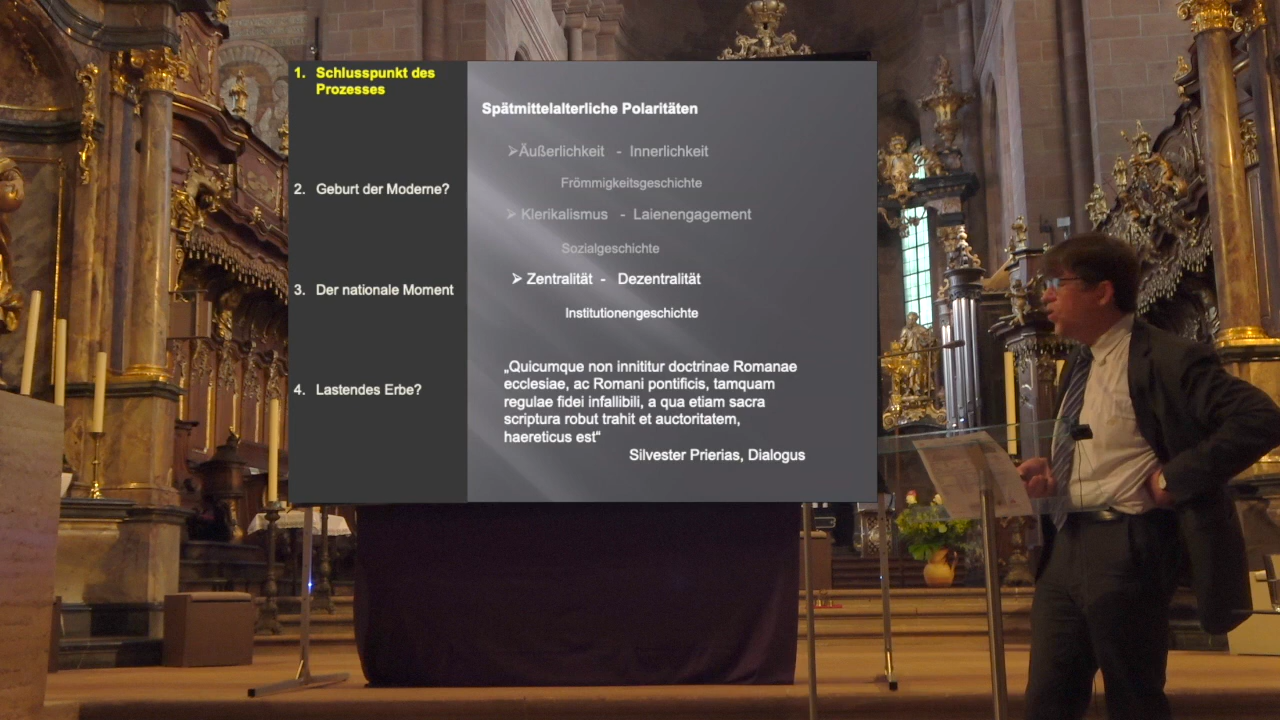 1. Schlusspunkt des
Prozesses
2. Geburt der Moderne?
3. Der nationale Moment
4. Lastendes Erbe?
Spätmittelalterliche Polaritäten
➢Äußerlichkeit - Innerlichkeit
Frömmigkeitsgeschichte
➢ Klerikalismus - Laienengagement
Sozialgeschichte
➢ Zentralität - Dezentralität
Institutionengeschichte
„Quicumque non innititur doctrinae Romanae
ecclesiae, ac Romani pontificis, tamquam
regulae fidei infallibili, a qua etiam sacra
scriptura robut trahit et auctoritatem,
haereticus est“
Silvester Prierias, Dialogus